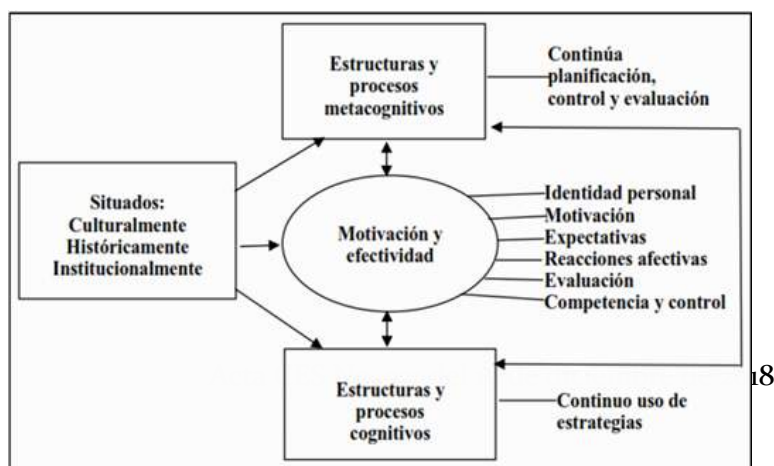 Estructuras y
procesos
metacognitivos
Continúa
planificación,
control y evaluación
Situados:
Culturalmente
Históricamente
Institucionalmente
Motivación y
efectividad
Identidad personal
Motivación
Expectativas
Reacciones afectivas
Evaluación
Competencia y control
Estructuras y
procesos
cognitivos
Continuo uso de
estrategias
18